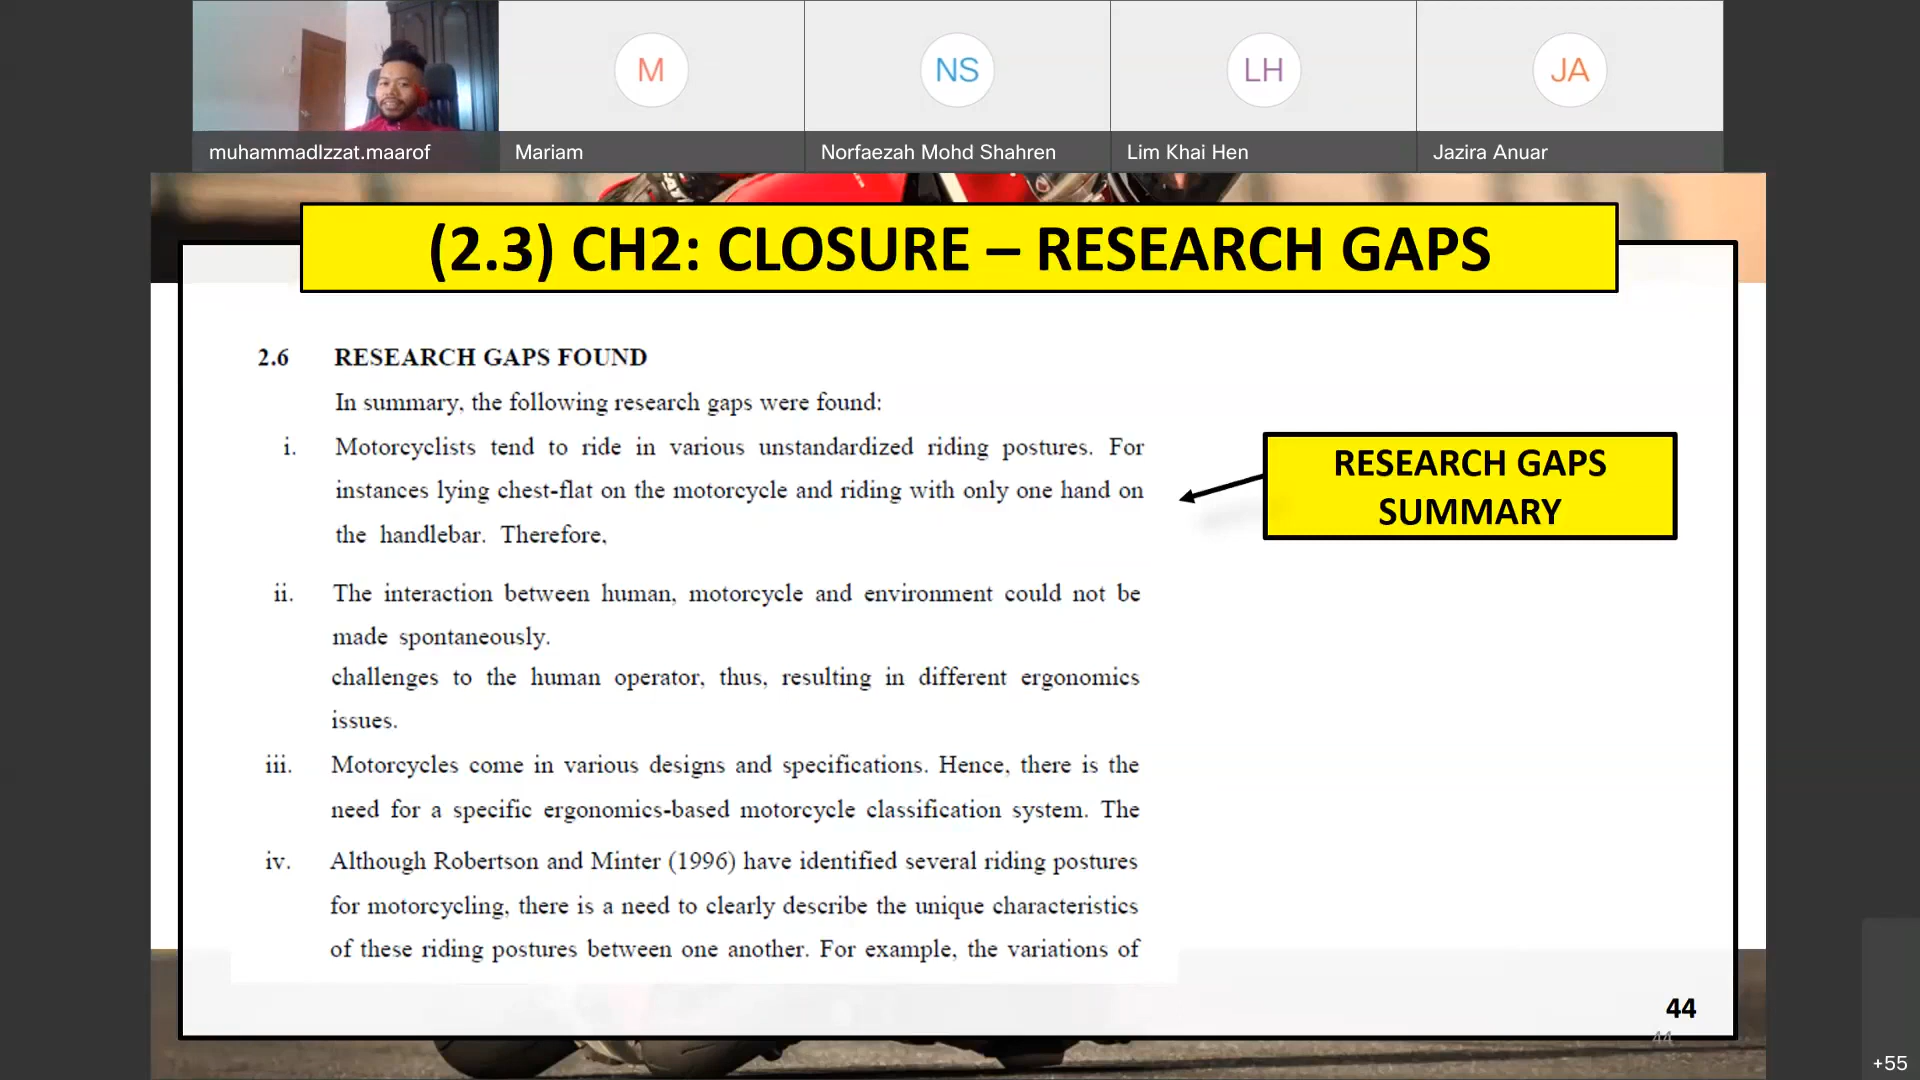 M
NS
LH
JA
muhammadIzzat.maarof
Mariam
Norfaezah Mohd Shahren
Lim Khai Hen
Jazira Anuar
(2.3) CH2: CLOSURE – RESEARCH GAPS
2.6 RESEARCH GAPS FOUND
In summary, the following research gaps were found:
i. Motorcyclists tend to ride in various unstandardized riding postures. For
instances lying chest-flat on the motorcycle and riding with only one hand on
the handlebar. Therefore,
RESEARCH GAPS
SUMMARY
ii. The interaction between human, motorcycle and environment could not be
made spontaneously.
challenges to the human operator, thus, resulting in different ergonomics
issues.
iii. Motorcycles come in various designs and specifications. Hence, there is the
need for a specific ergonomics-based motorcycle classification system. The
iv. Although Robertson and Minter (1996) have identified several riding postures
for motorcycling, there is a need to clearly describe the unique characteristics
of these riding postures between one another. For example, the variations of
44
44
+55